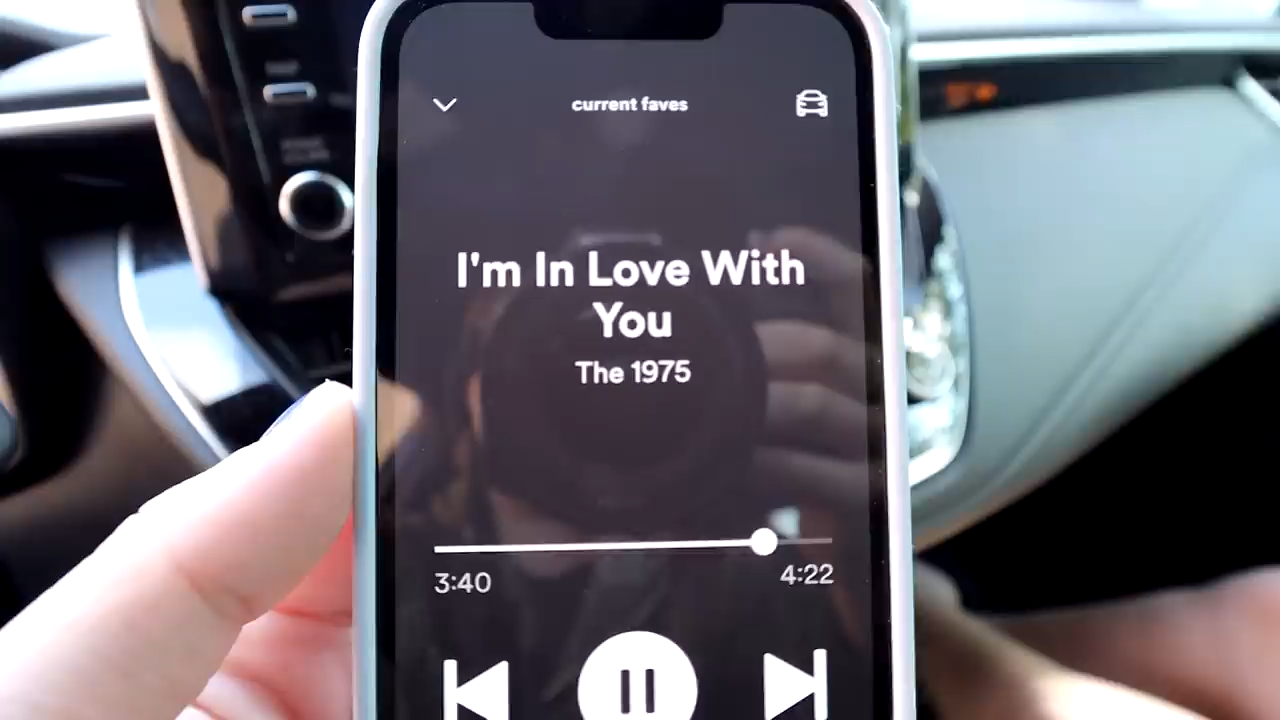 current faves
I'm In Love With
You
The 1975
3:40
4:22